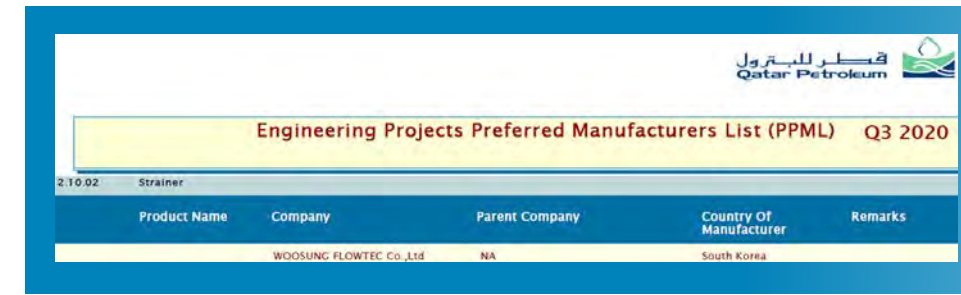 قطر للبترول
Qatar Petroleum
Engineering Projects Preferred Manufacturers List (PPML) Q3 2020
2.10.02 Strainer
Product Name Company Parent Company Country Of Manufacturer Remarks
WOOSUNG FLOWTEC Co.,Ltd NA South Korea